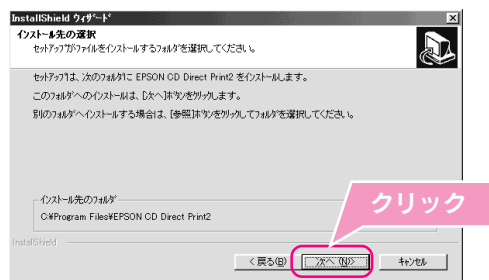 InstallShield ウィザード
インストール先の選択
セットアップがファイルをインストールするフォルダを選択してください。
セットアップは、次のフォルダに EPSON CD Direct Print2 をインストールします。
このフォルダへのインストールは、[次へ]ボタンをクリックします。
別のフォルダへインストールする場合は、[参照]ボタンをクリックしてフォルダを選択してください。
インストール先のフォルダ
C:¥Program Files¥EPSON CD Direct Print2
クリック
InstallShield
< 戻る(B) 次へ (N)> キャンセル